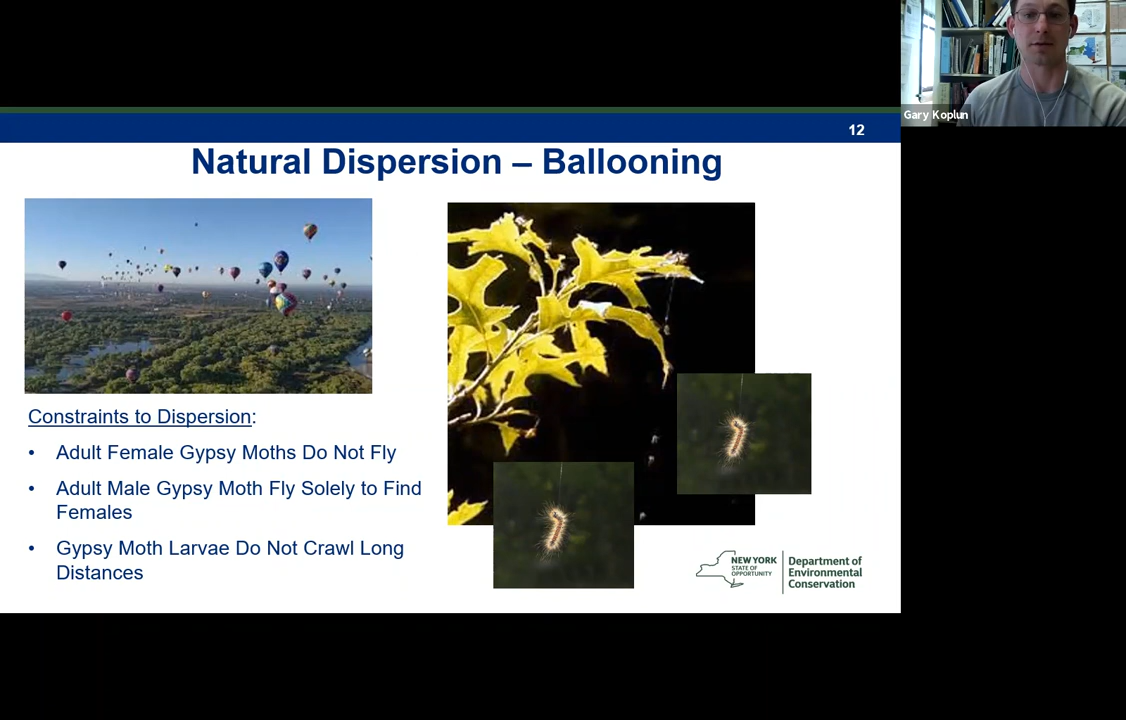 Gary Koplun
12
Natural Dispersion – Ballooning
Constraints to Dispersion:
• Adult Female Gypsy Moths Do Not Fly
• Adult Male Gypsy Moth Fly Solely to Find
Females
• Gypsy Moth Larvae Do Not Crawl Long
Distances
NEW YORK
STATE OF
OPPORTUNITY
Department of
Environmental
Conservation